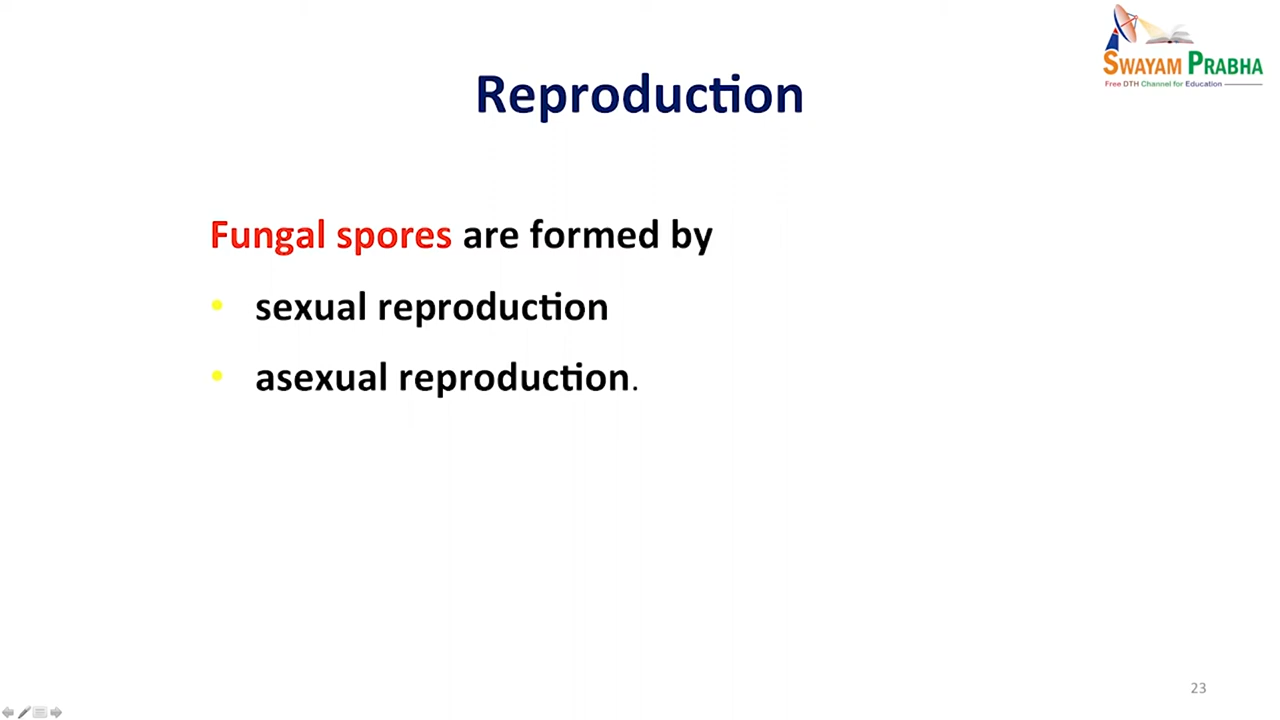 SWAYAM PRABHA
Free DTH Channel for Education
Reproduction
Fungal spores are formed by
• sexual reproduction
• asexual reproduction.
23